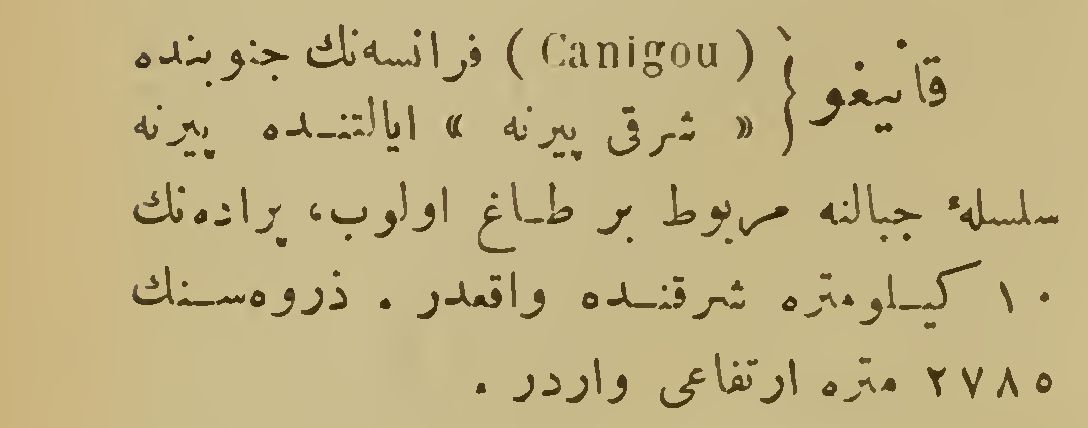 قانیغو } ( Canigou ) فرانسه‌نك جنوبنده
« شرقی پیرنه » ایالتنده پیرنه
سلسلهٔ جبالنه مربوط بر طاغ اولوب، پراده‌نك
۱۰ كیلومتره شرقنده واقعدر . ذروه‌سنك
۲۷۸۵ متره ارتفاعی واردر .